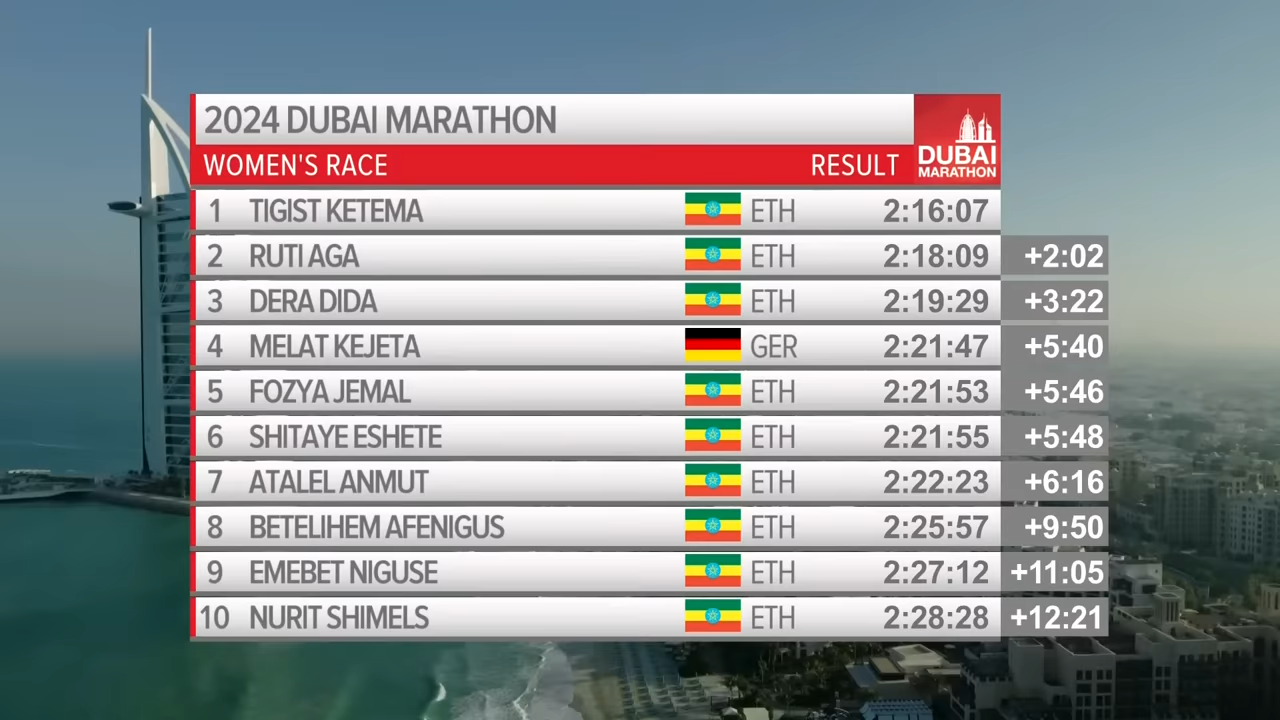 2024 DUBAI MARATHON
WOMEN'S RACE RESULT
DUBAI
MARATHON
1 TIGIST KETEMA ETH 2:16:07
2 RUTI AGA ETH 2:18:09 +2:02
3 DERA DIDA ETH 2:19:29 +3:22
4 MELAT KEJETA GER 2:21:47 +5:40
5 FOZYA JEMAL ETH 2:21:53 +5:46
6 SHITAYE ESHETE ETH 2:21:55 +5:48
7 ATALEL ANMUT ETH 2:22:23 +6:16
8 BETELIHEM AFENIGUS ETH 2:25:57 +9:50
9 EMEBET NIGUSE ETH 2:27:12 +11:05
10 NURIT SHIMELS ETH 2:28:28 +12:21